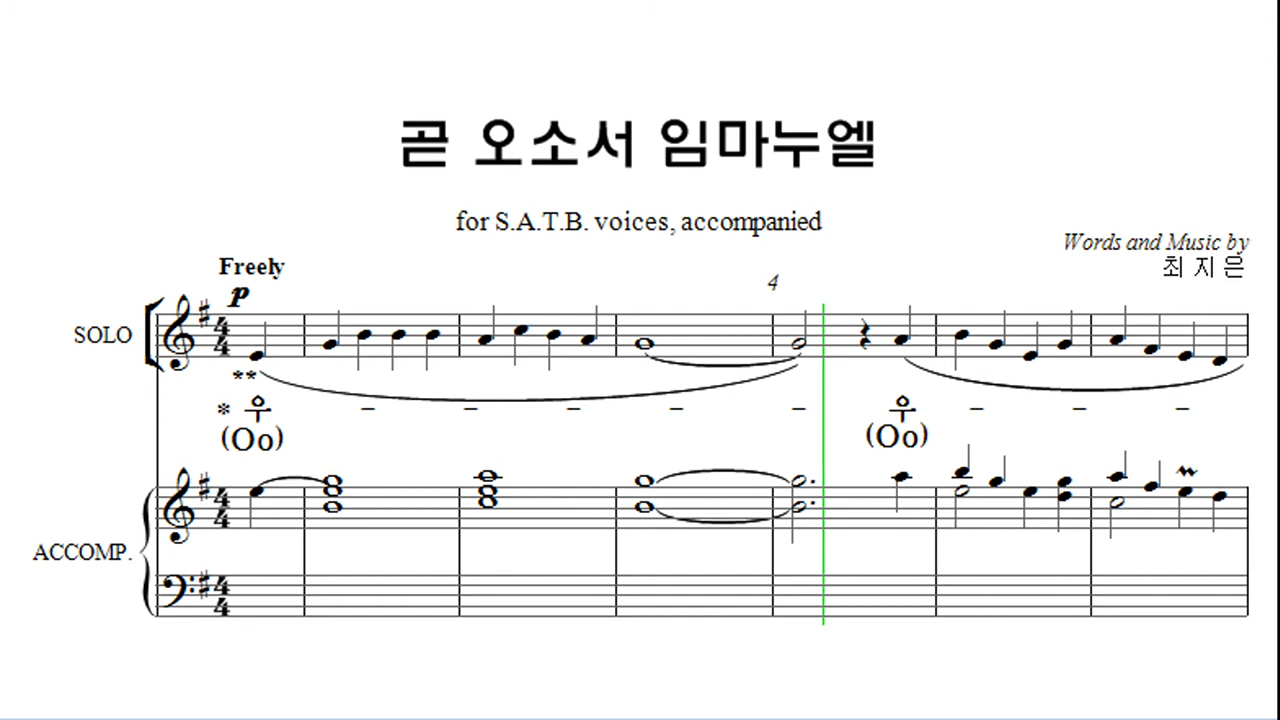 곧 오소서 임마누엘
for S.A.T.B. voices, accompanied
Words and Music by
최 지 은
Freely
p
4
SOLO
**
* 우 – – – – – 우 – – –
(Oo) (Oo)
ACCOMP.